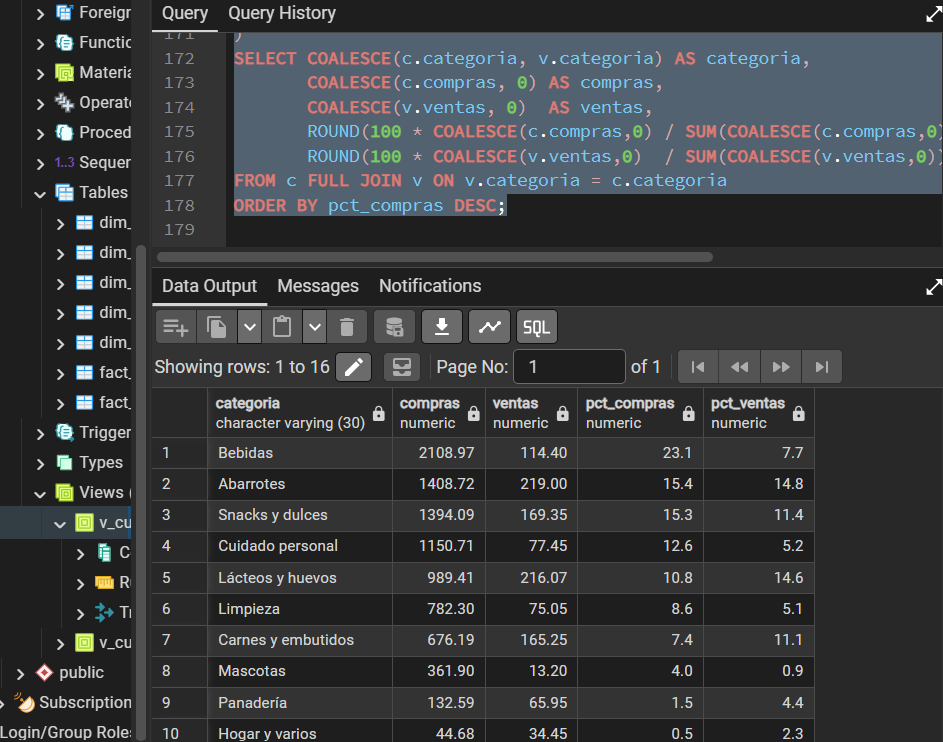 Query Query History
Foreigr
Functic
Materia
Operato
Proced
1..3 Sequer
Tables
dim_
dim_
dim_
dim_
dim_
fact_
fact_
Trigger
Types
Views (
v_cu
C
R
Tr
v_cu
public
Subscription
Login/Group Roles
171 )
172 SELECT COALESCE(c.categoria, v.categoria) AS categoria,
173 COALESCE(c.compras, 0) AS compras,
174 COALESCE(v.ventas, 0) AS ventas,
175 ROUND(100 * COALESCE(c.compras,0) / SUM(COALESCE(c.compras,0)
176 ROUND(100 * COALESCE(v.ventas,0) / SUM(COALESCE(v.ventas,0))
177 FROM c FULL JOIN v ON v.categoria = c.categoria
178 ORDER BY pct_compras DESC;
179
Data Output Messages Notifications
SQL
Showing rows: 1 to 16 Page No: 1 of 1
categoria compras ventas pct_compras pct_ventas
character varying (30) numeric numeric numeric numeric
1 Bebidas 2108.97 114.40 23.1 7.7
2 Abarrotes 1408.72 219.00 15.4 14.8
3 Snacks y dulces 1394.09 169.35 15.3 11.4
4 Cuidado personal 1150.71 77.45 12.6 5.2
5 Lácteos y huevos 989.41 216.07 10.8 14.6
6 Limpieza 782.30 75.05 8.6 5.1
7 Carnes y embutidos 676.19 165.25 7.4 11.1
8 Mascotas 361.90 13.20 4.0 0.9
9 Panadería 132.59 65.95 1.5 4.4
10 Hogar y varios 44.68 34.45 0.5 2.3